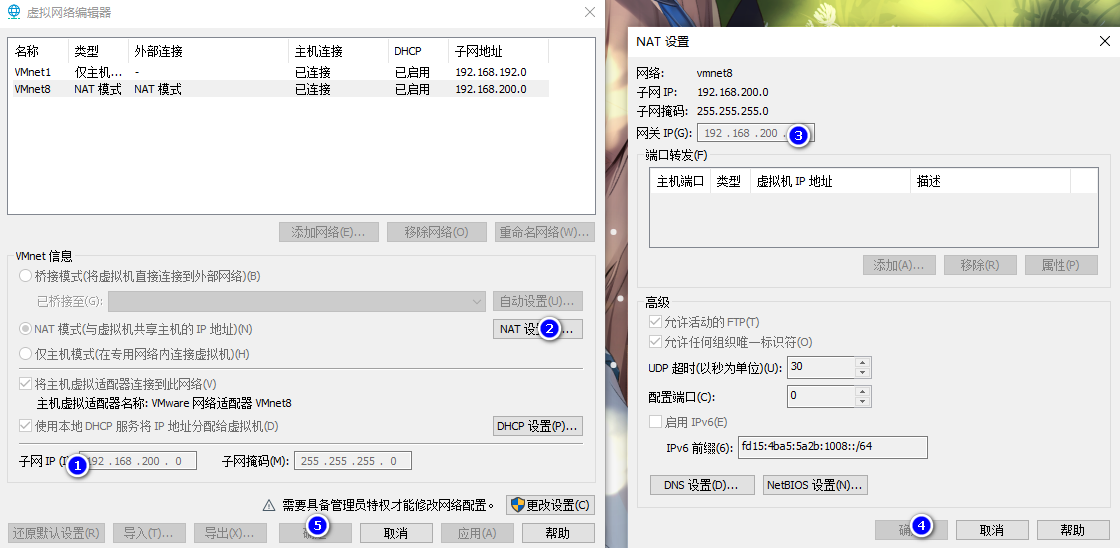 虚拟网络编辑器
名称 类型 外部连接 主机连接 DHCP 子网地址
VMnet1 仅主机... - 已连接 已启用 192.168.192.0
VMnet8 NAT 模式 NAT 模式 已连接 已启用 192.168.200.0
添加网络(E)... 移除网络(O) 重命名网络(W)...
VMnet 信息
桥接模式(将虚拟机直接连接到外部网络)(B)
已桥接至(G): 自动设置(U)...
NAT 模式(与虚拟机共享主机的 IP 地址)(N) NAT 设 2 ...
仅主机模式(在专用网络内连接虚拟机)(H)
将主机虚拟适配器连接到此网络(V)
主机虚拟适配器名称: VMware 网络适配器 VMnet8
使用本地 DHCP 服务将 IP 地址分配给虚拟机(D) DHCP 设置(P)...
子网 IP (I 1 92 . 168 . 200 . 0 子网掩码(M): 255 . 255 . 255 . 0
需要具备管理员特权才能修改网络配置。 更改设置(C)
还原默认设置(R) 导入(T)... 导出(X)... 5 取消 应用(A) 帮助
NAT 设置
网络: vmnet8
子网 IP: 192.168.200.0
子网掩码: 255.255.255.0
网关 IP(G): 192 . 168 . 200 . 3
端口转发(F)
主机端口 类型 虚拟机 IP 地址 描述
添加(A)... 移除(R) 属性(P)
高级
允许活动的 FTP(T)
允许任何组织唯一标识符(O)
UDP 超时(以秒为单位)(U): 30
配置端口(C): 0
启用 IPv6(E)
IPv6 前缀(6): fd15:4ba5:5a2b:1008::/64
DNS 设置(D)... NetBIOS 设置(N)...
4 取消 帮助